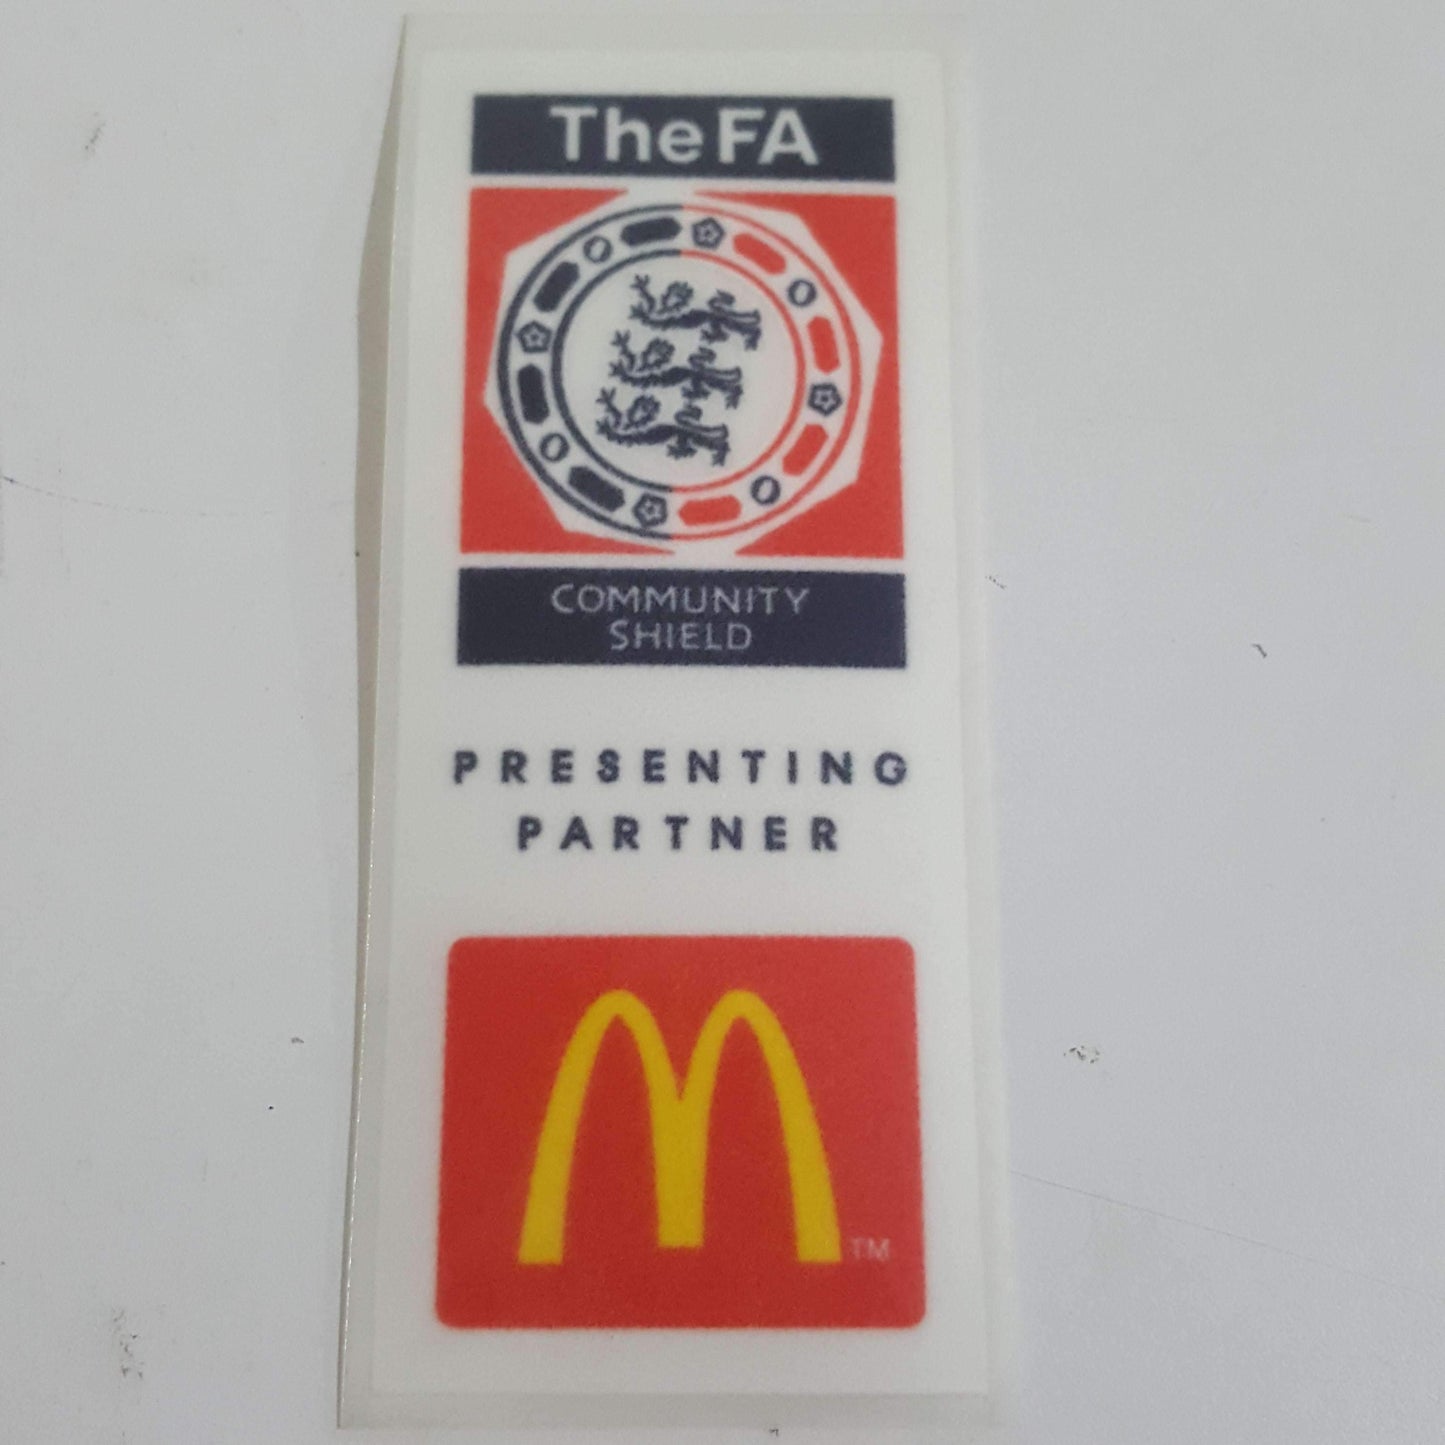 The FA
COMMUNITY
SHIELD
PRESENTING
PARTNER
M
TM